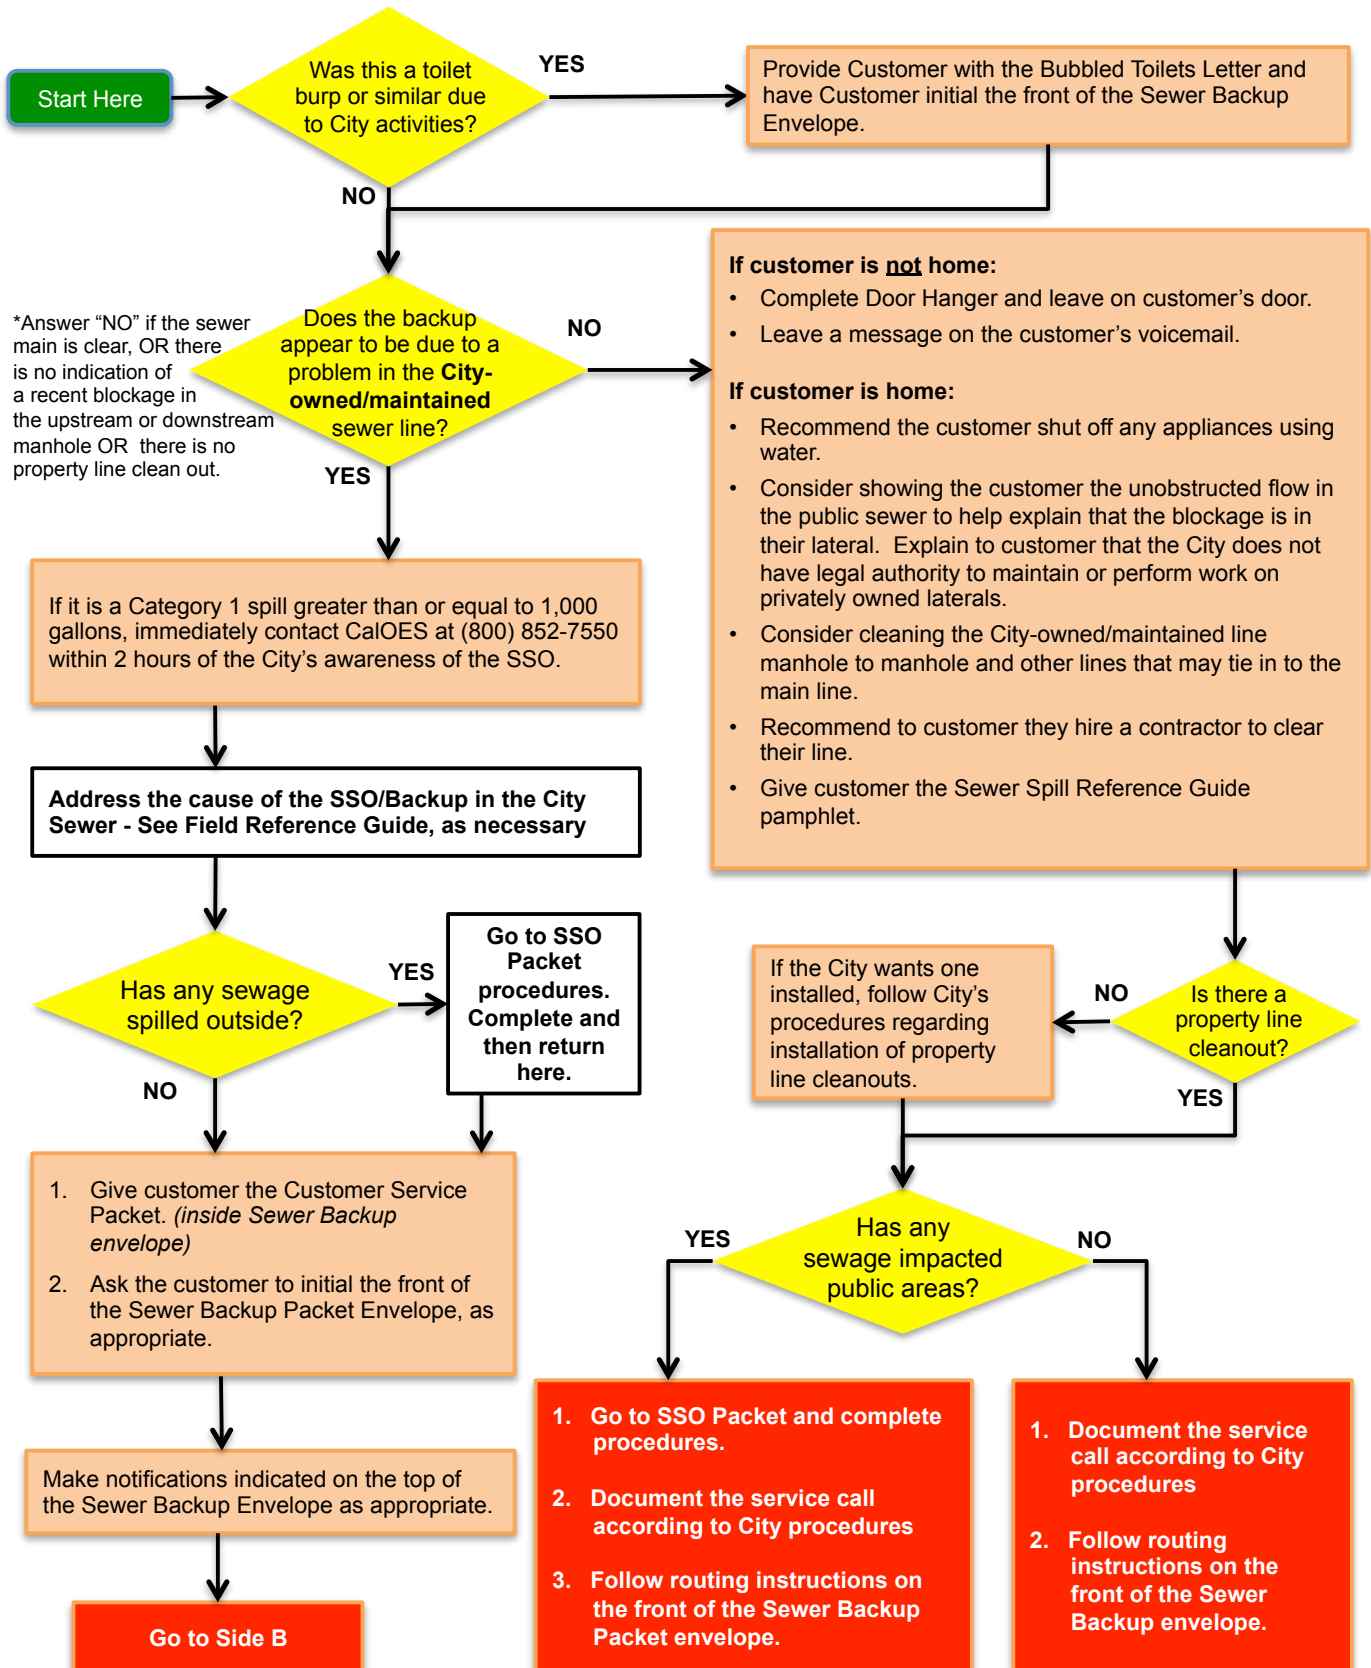 Start Here
Was this a toilet
burp or similar due
to City activities?
YES
Provide Customer with the Bubbled Toilets Letter and
have Customer initial the front of the Sewer Backup
Envelope.
NO
*Answer “NO” if the sewer
main is clear, OR there
is no indication of
a recent blockage in
the upstream or downstream
manhole OR  there is no
property line clean out.
Does the backup
appear to be due to a
problem in the City-
owned/maintained
sewer line?
NO
YES
If customer is not home:
• Complete Door Hanger and leave on customer’s door.
• Leave a message on the customer’s voicemail.
If customer is home:
• Recommend the customer shut off any appliances using
water.
• Consider showing the customer the unobstructed flow in
the public sewer to help explain that the blockage is in
their lateral.  Explain to customer that the City does not
have legal authority to maintain or perform work on
privately owned laterals.
• Consider cleaning the City-owned/maintained line
manhole to manhole and other lines that may tie in to the
main line.
• Recommend to customer they hire a contractor to clear
their line.
• Give customer the Sewer Spill Reference Guide
pamphlet.
If it is a Category 1 spill greater than or equal to 1,000
gallons, immediately contact CalOES at (800) 852-7550
within 2 hours of the City’s awareness of the SSO.
Address the cause of the SSO/Backup in the City
Sewer - See Field Reference Guide, as necessary
Has any sewage
spilled outside?
YES
Go to SSO
Packet
procedures.
Complete and
then return
here.
NO
If the City wants one
installed, follow City’s
procedures regarding
installation of property
line cleanouts.
NO
Is there a
property line
cleanout?
YES
1. Give customer the Customer Service
Packet. (inside Sewer Backup
envelope)
2. Ask the customer to initial the front of
the Sewer Backup Packet Envelope, as
appropriate.
YES
Has any
sewage impacted
public areas?
NO
Make notifications indicated on the top of
the Sewer Backup Envelope as appropriate.
Go to Side B
1. Go to SSO Packet and complete
procedures.
2. Document the service call
according to City procedures
3. Follow routing instructions on
the front of the Sewer Backup
Packet envelope.
1. Document the service
call according to City
procedures
2. Follow routing
instructions on the
front of the Sewer
Backup envelope.